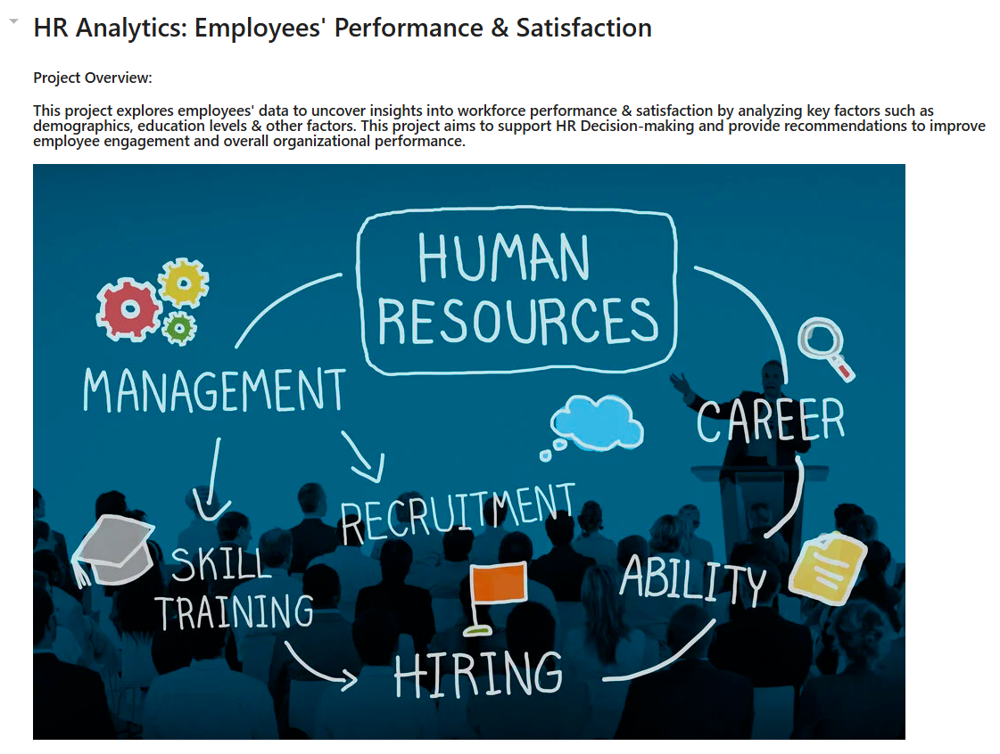 HR Analytics: Employees' Performance & Satisfaction
Project Overview:
This project explores employees' data to uncover insights into workforce performance & satisfaction by analyzing key factors such as
demographics, education levels & other factors. This project aims to support HR Decision-making and provide recommendations to improve
employee engagement and overall organizational performance.
HUMAN
RESOURCES
MANAGEMENT
CAREER
RECRUITMENT
SKILL
TRAINING
ABILITY
HIRING